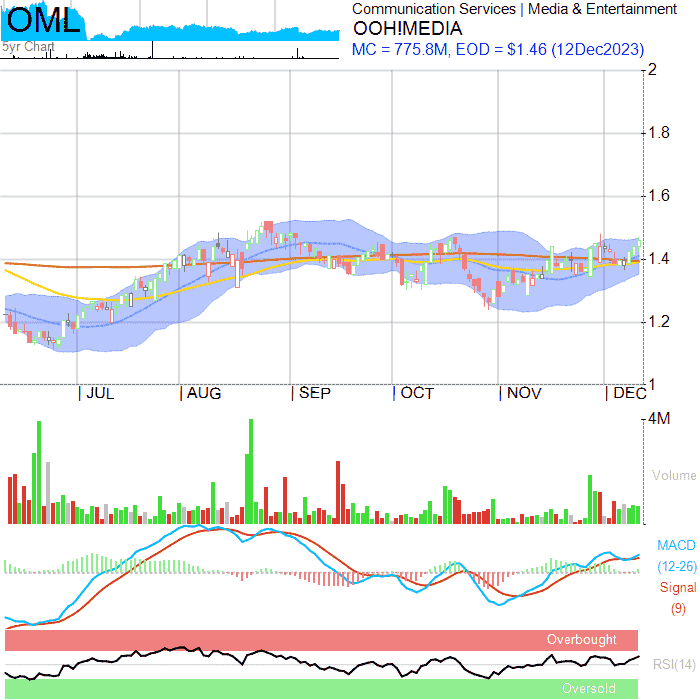 OML
5yr Chart
Communication Services | Media & Entertainment
OOH!MEDIA
MC = 775.8M, EOD = $1.46 (12Dec2023)
2
1.8
1.6
1.4
1.2
1
JUL AUG SEP OCT NOV DEC
4M
Volume
MACD
(12-26)
Signal
(9)
Overbought
RSI(14)
Oversold